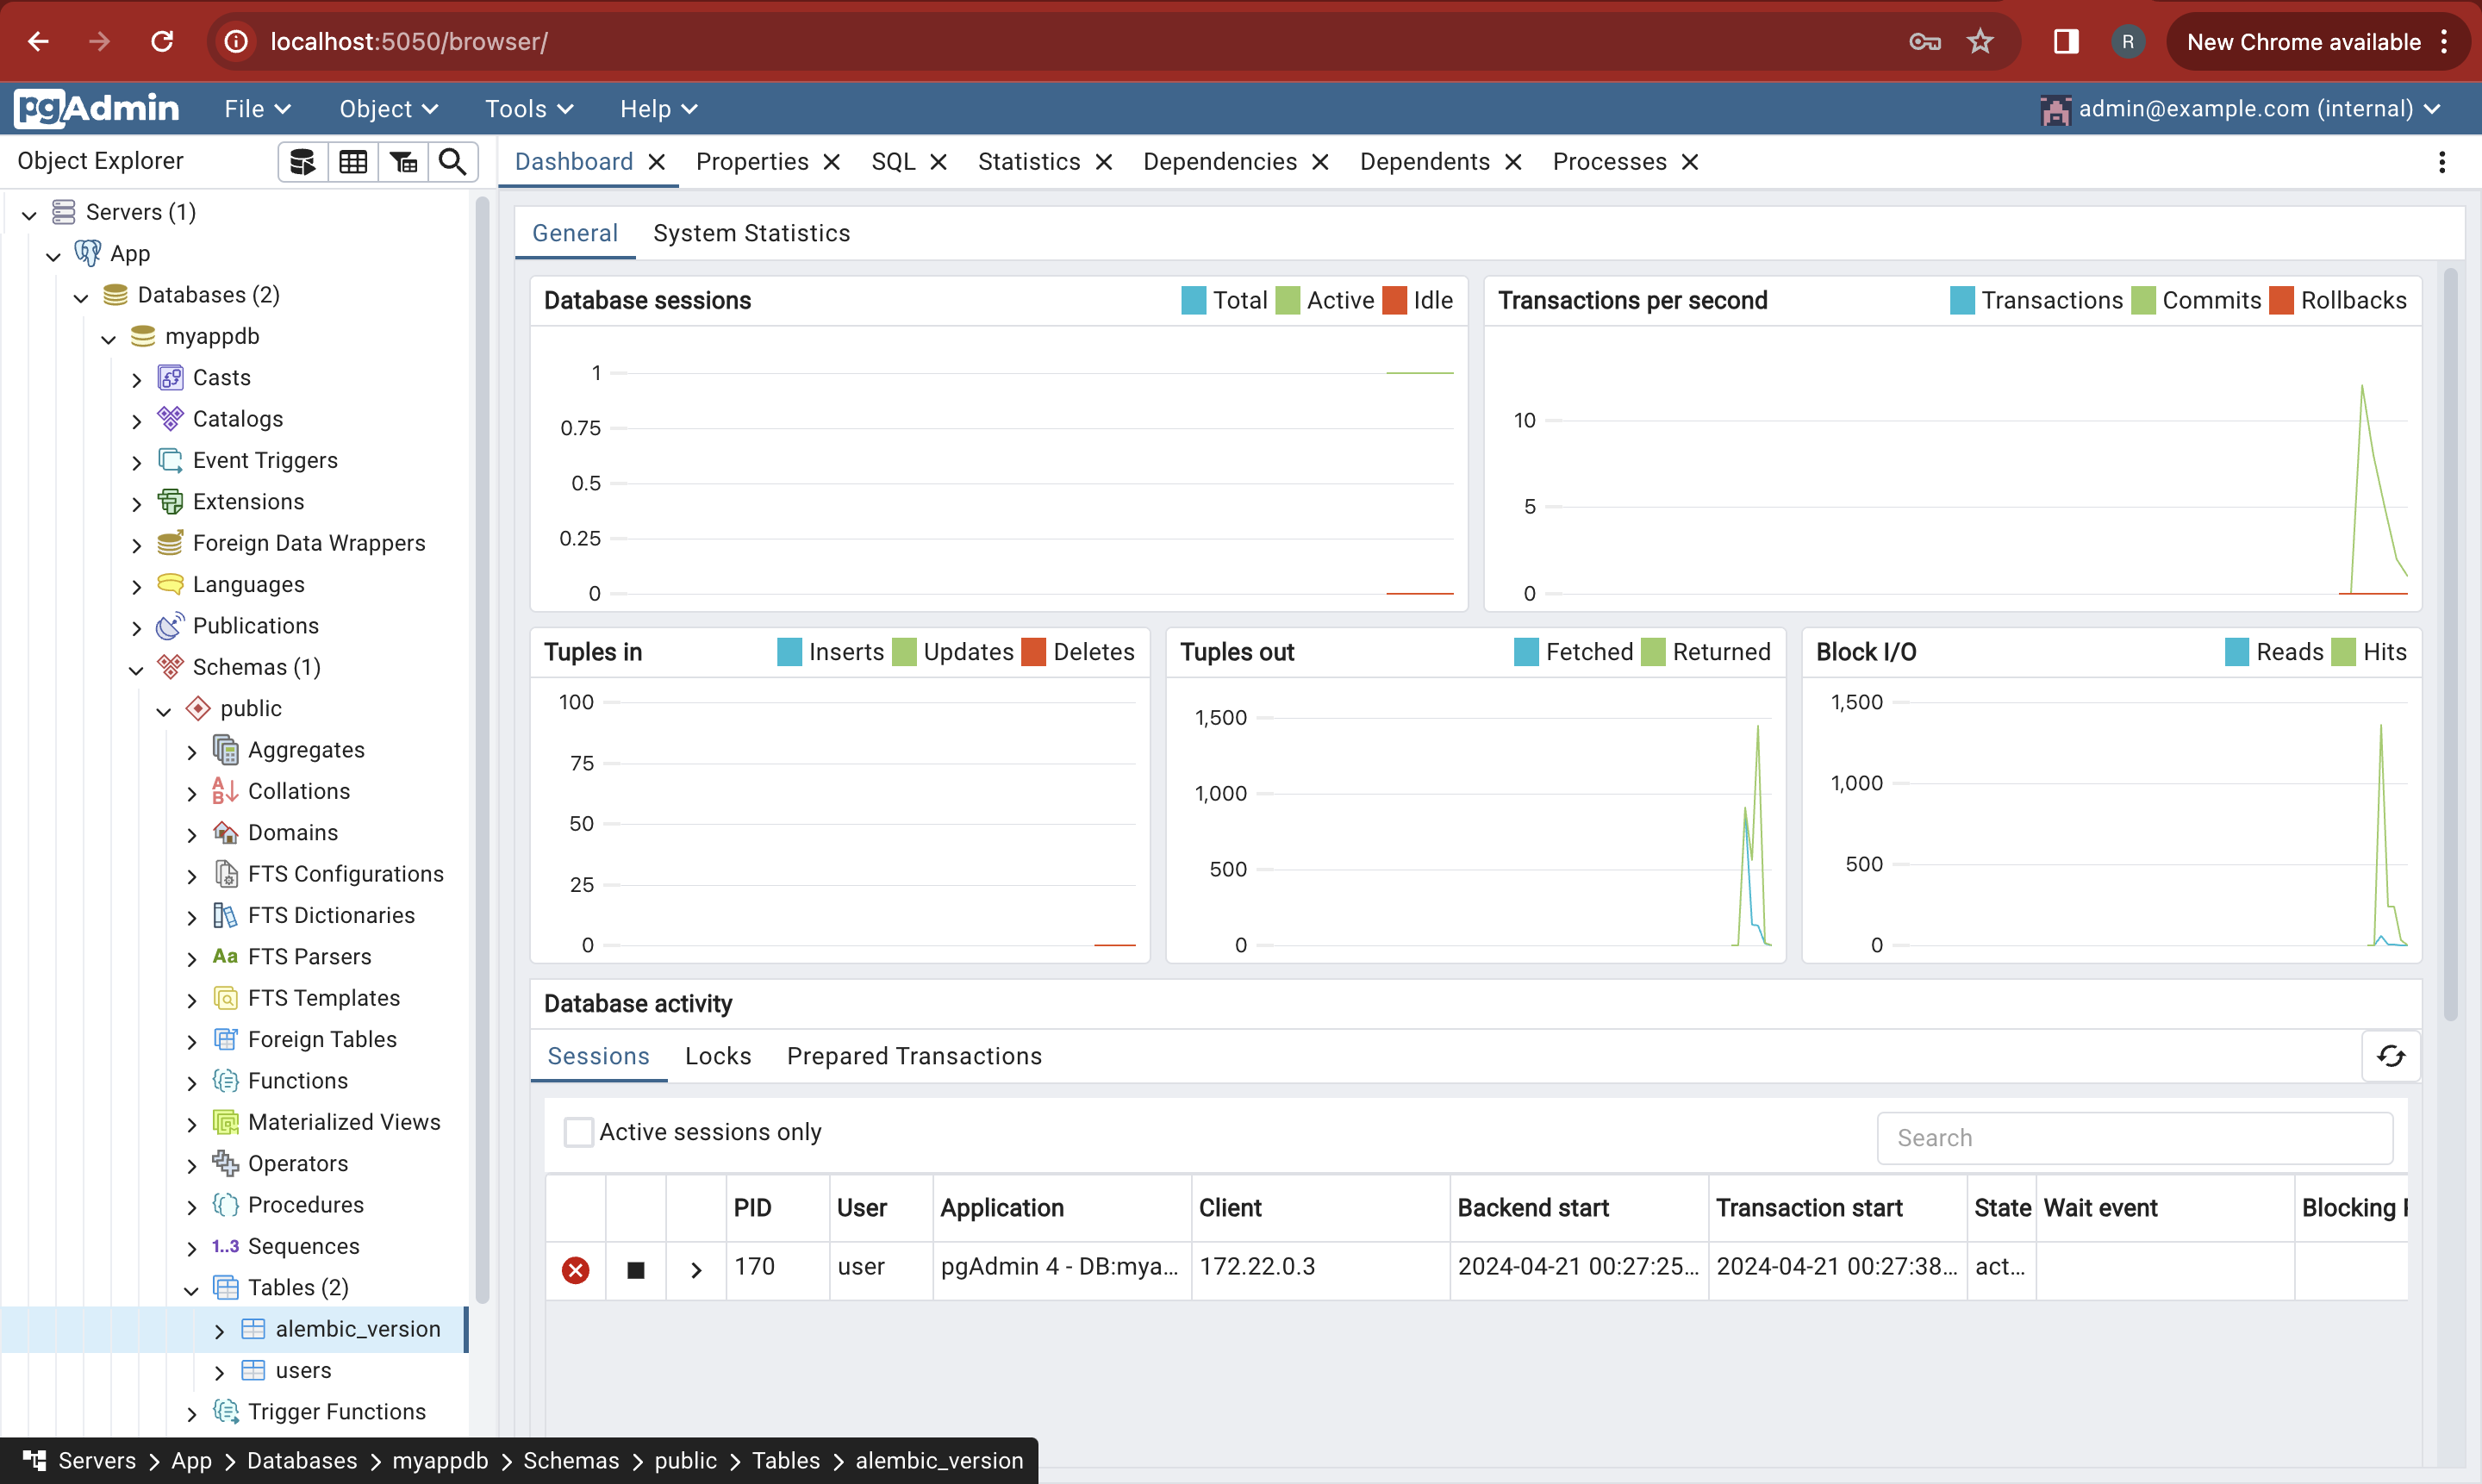 localhost:5050/browser/
R
New Chrome available
pgAdmin File Object Tools Help admin@example.com (internal)
Object Explorer
Dashboard Properties SQL Statistics Dependencies Dependents Processes
Servers (1)
App
Databases (2)
myappdb
Casts
Catalogs
Event Triggers
Extensions
Foreign Data Wrappers
Languages
Publications
Schemas (1)
public
Aggregates
Collations
Domains
FTS Configurations
FTS Dictionaries
Aa FTS Parsers
FTS Templates
Foreign Tables
Functions
Materialized Views
Operators
Procedures
1..3 Sequences
Tables (2)
alembic_version
users
Trigger Functions
General System Statistics
Database sessions Total Active Idle
1
0.75
0.5
0.25
0
Transactions per second Transactions Commits Rollbacks
10
5
0
Tuples in Inserts Updates Deletes
100
75
50
25
0
Tuples out Fetched Returned
1,500
1,000
500
0
Block I/O Reads Hits
1,500
1,000
500
0
Database activity
Sessions Locks Prepared Transactions
Active sessions only
Search
PID User Application Client Backend start Transaction start State Wait event Blocking
170 user pgAdmin 4 - DB:mya... 172.22.0.3 2024-04-21 00:27:25... 2024-04-21 00:27:38... act...
Servers > App > Databases > myappdb > Schemas > public > Tables > alembic_version